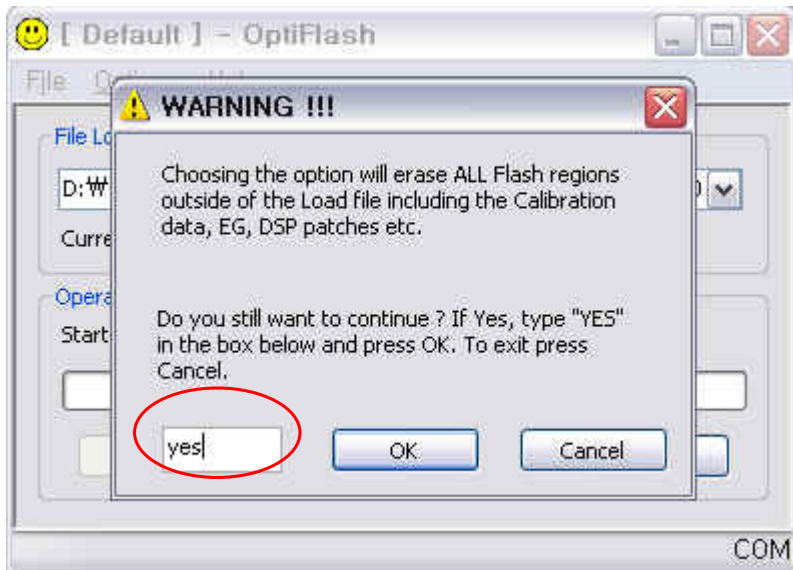 [ Default ] - OptiFlash
File
WARNING !!!
File Lo
D:₩
Choosing the option will erase ALL Flash regions
outside of the Load file including the Calibration
data, EG, DSP patches etc.
Curre
Opera
Start
Do you still want to continue ? If Yes, type "YES"
in the box below and press OK. To exit press
Cancel.
yes
OK
Cancel
COM